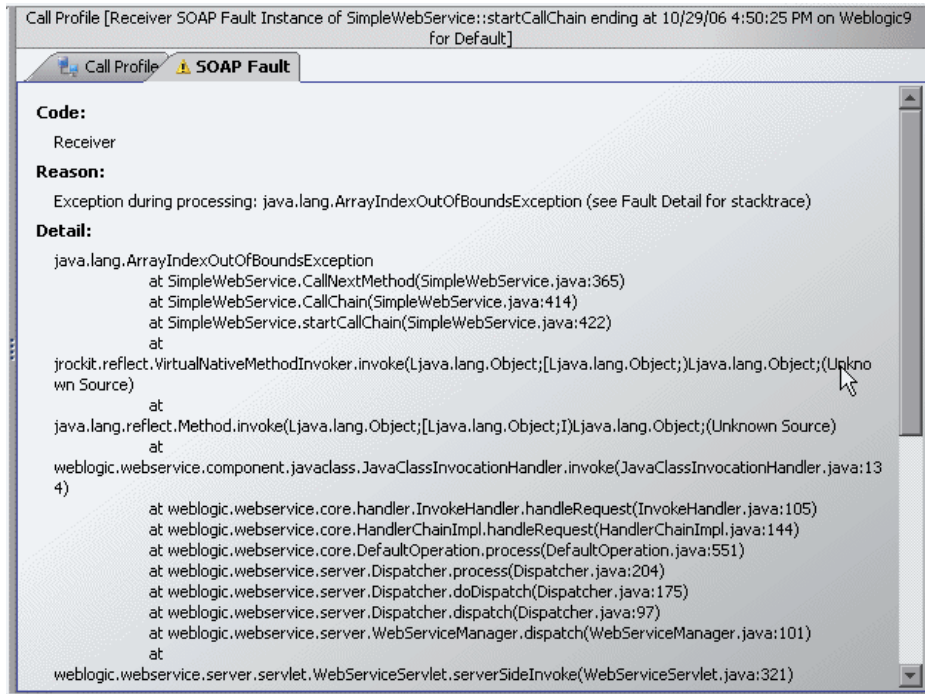 Call Profile [Receiver SOAP Fault Instance of SimpleWebService::startCallChain ending at 10/29/06 4:50:25 PM on Weblogic9
for Default]
Call Profile
SOAP Fault
Code:
Receiver
Reason:
Exception during processing: java.lang.ArrayIndexOutOfBoundsException (see Fault Detail for stacktrace)
Detail:
java.lang.ArrayIndexOutOfBoundsException
at SimpleWebService.CallNextMethod(SimpleWebService.java:365)
at SimpleWebService.CallChain(SimpleWebService.java:414)
at SimpleWebService.startCallChain(SimpleWebService.java:422)
at
jrockit.reflect.VirtualNativeMethodInvoker.invoke(Ljava.lang.Object;[Ljava.lang.Object;)Ljava.lang.Object;(Unkno
wn Source)
at
java.lang.reflect.Method.invoke(Ljava.lang.Object;[Ljava.lang.Object;I)Ljava.lang.Object;(Unknown Source)
at
weblogic.webservice.component.javaclass.JavaClassInvocationHandler.invoke(JavaClassInvocationHandler.java:13
4)
at weblogic.webservice.core.handler.InvokeHandler.handleRequest(InvokeHandler.java:105)
at weblogic.webservice.core.HandlerChainImpl.handleRequest(HandlerChainImpl.java:144)
at weblogic.webservice.core.DefaultOperation.process(DefaultOperation.java:551)
at weblogic.webservice.server.Dispatcher.process(Dispatcher.java:204)
at weblogic.webservice.server.Dispatcher.doDispatch(Dispatcher.java:175)
at weblogic.webservice.server.Dispatcher.dispatch(Dispatcher.java:97)
at weblogic.webservice.server.WebServiceManager.dispatch(WebServiceManager.java:101)
at
weblogic.webservice.server.servlet.WebServiceServlet.serverSideInvoke(WebServiceServlet.java:321)